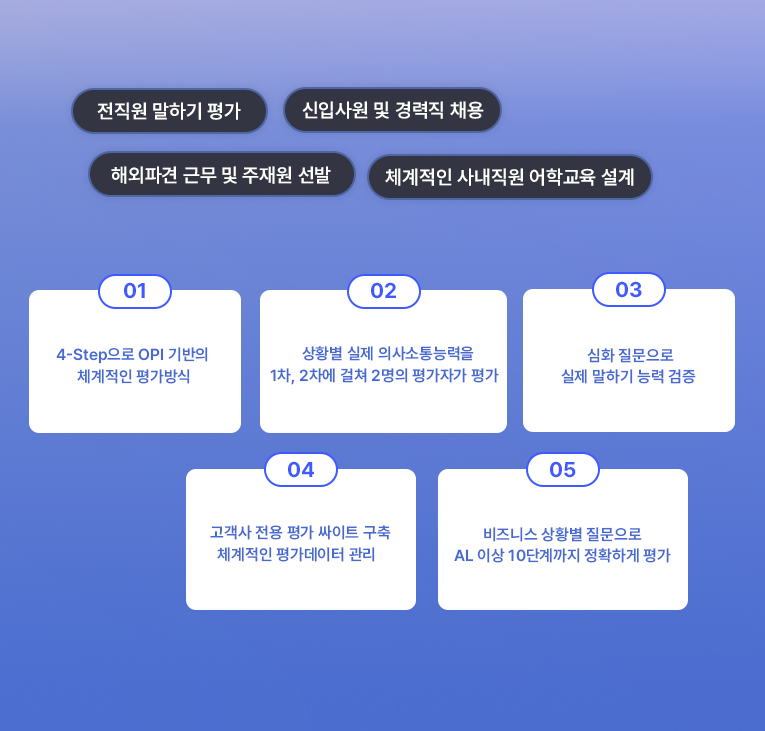 전직원 말하기 평가
신입사원 및 경력직 채용
해외파견 근무 및 주재원 선발
체계적인 사내직원 어학교육 설계
01
4-Step으로 OPI 기반의
체계적인 평가방식
02
상황별 실제 의사소통능력을
1차, 2차에 걸쳐 2명의 평가자가 평가
03
심화 질문으로
실제 말하기 능력 검증
04
고객사 전용 평가 싸이트 구축
체계적인 평가데이터 관리
05
비즈니스 상황별 질문으로
AL 이상 10단계까지 정확하게 평가